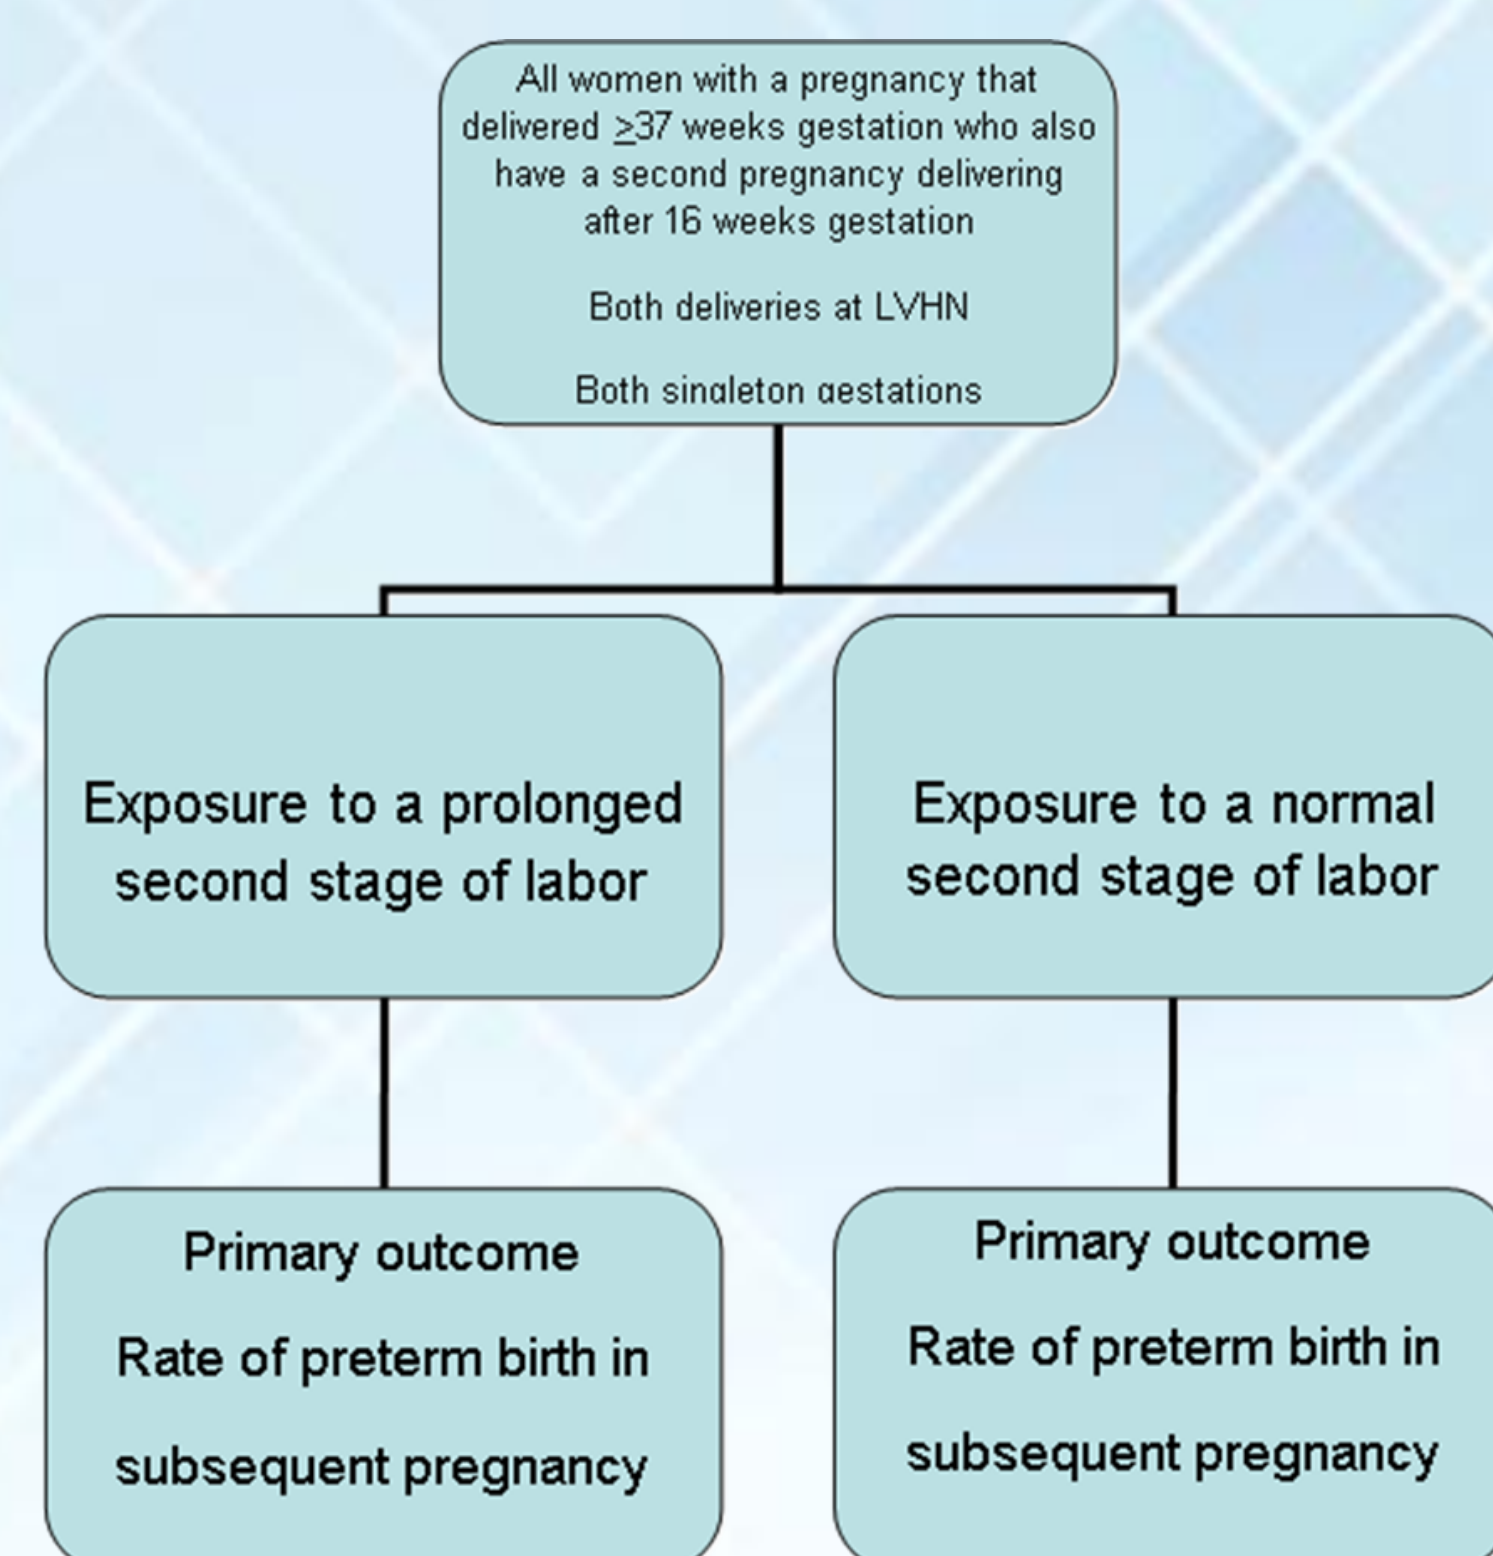 All women with a pregnancy that
delivered ≥37 weeks gestation who also
have a second pregnancy delivering
after 16 weeks gestation
Both deliveries at LVHN
Both singleton gestations
Exposure to a prolonged
second stage of labor
Exposure to a normal
second stage of labor
Primary outcome
Rate of preterm birth in
subsequent pregnancy
Primary outcome
Rate of preterm birth in
subsequent pregnancy